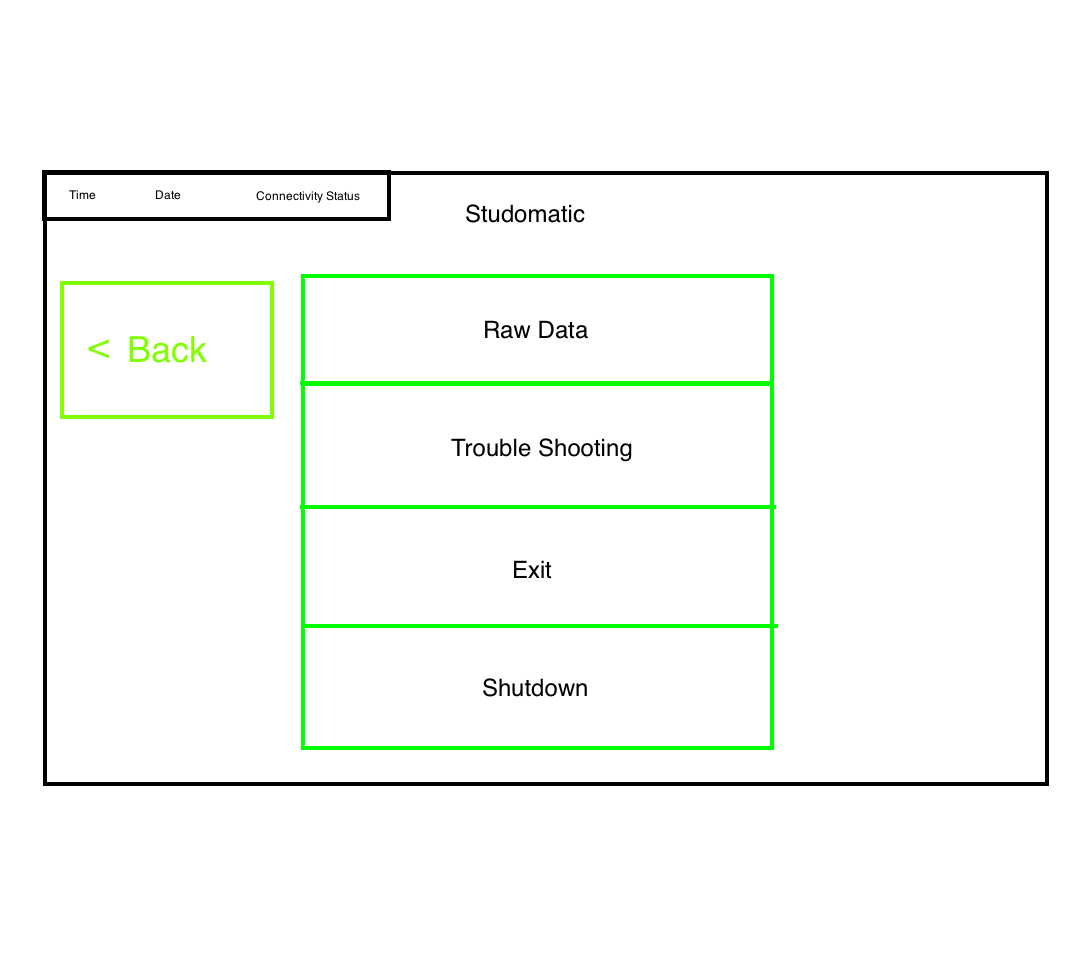 Time Date Connectivity Status
Studomatic
< Back
Raw Data
Trouble Shooting
Exit
Shutdown